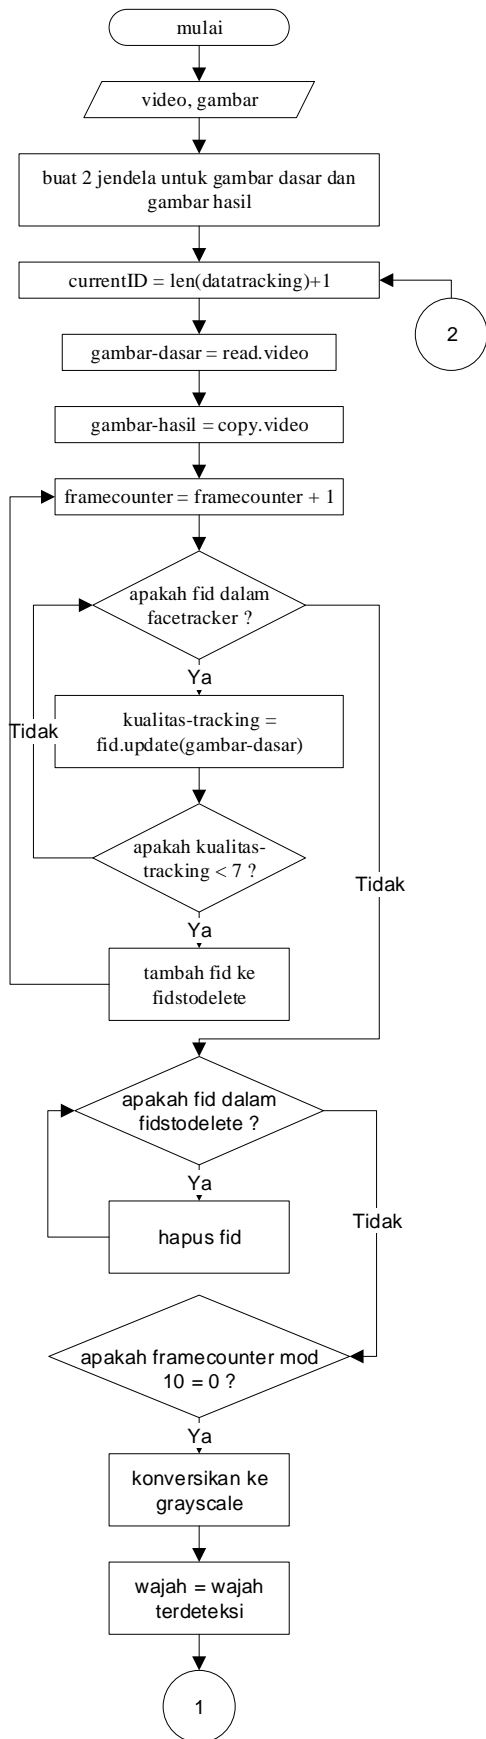 mulai
video, gambar
buat 2 jendela untuk gambar dasar dan
gambar hasil
currentID = len(datatracking)+1
2
gambar-dasar = read.video
gambar-hasil = copy.video
framecounter = framecounter + 1
apakah fid dalam
facetracker ?
Ya
Tidak
kualitas-tracking =
fid.update(gambar-dasar)
apakah kualitas-
tracking < 7 ?
Tidak
Ya
tambah fid ke
fidstodelete
apakah fid dalam
fidstodelete ?
Ya
Tidak
hapus fid
apakah framecounter mod
10 = 0 ?
Ya
konversikan ke
grayscale
wajah = wajah
terdeteksi
1